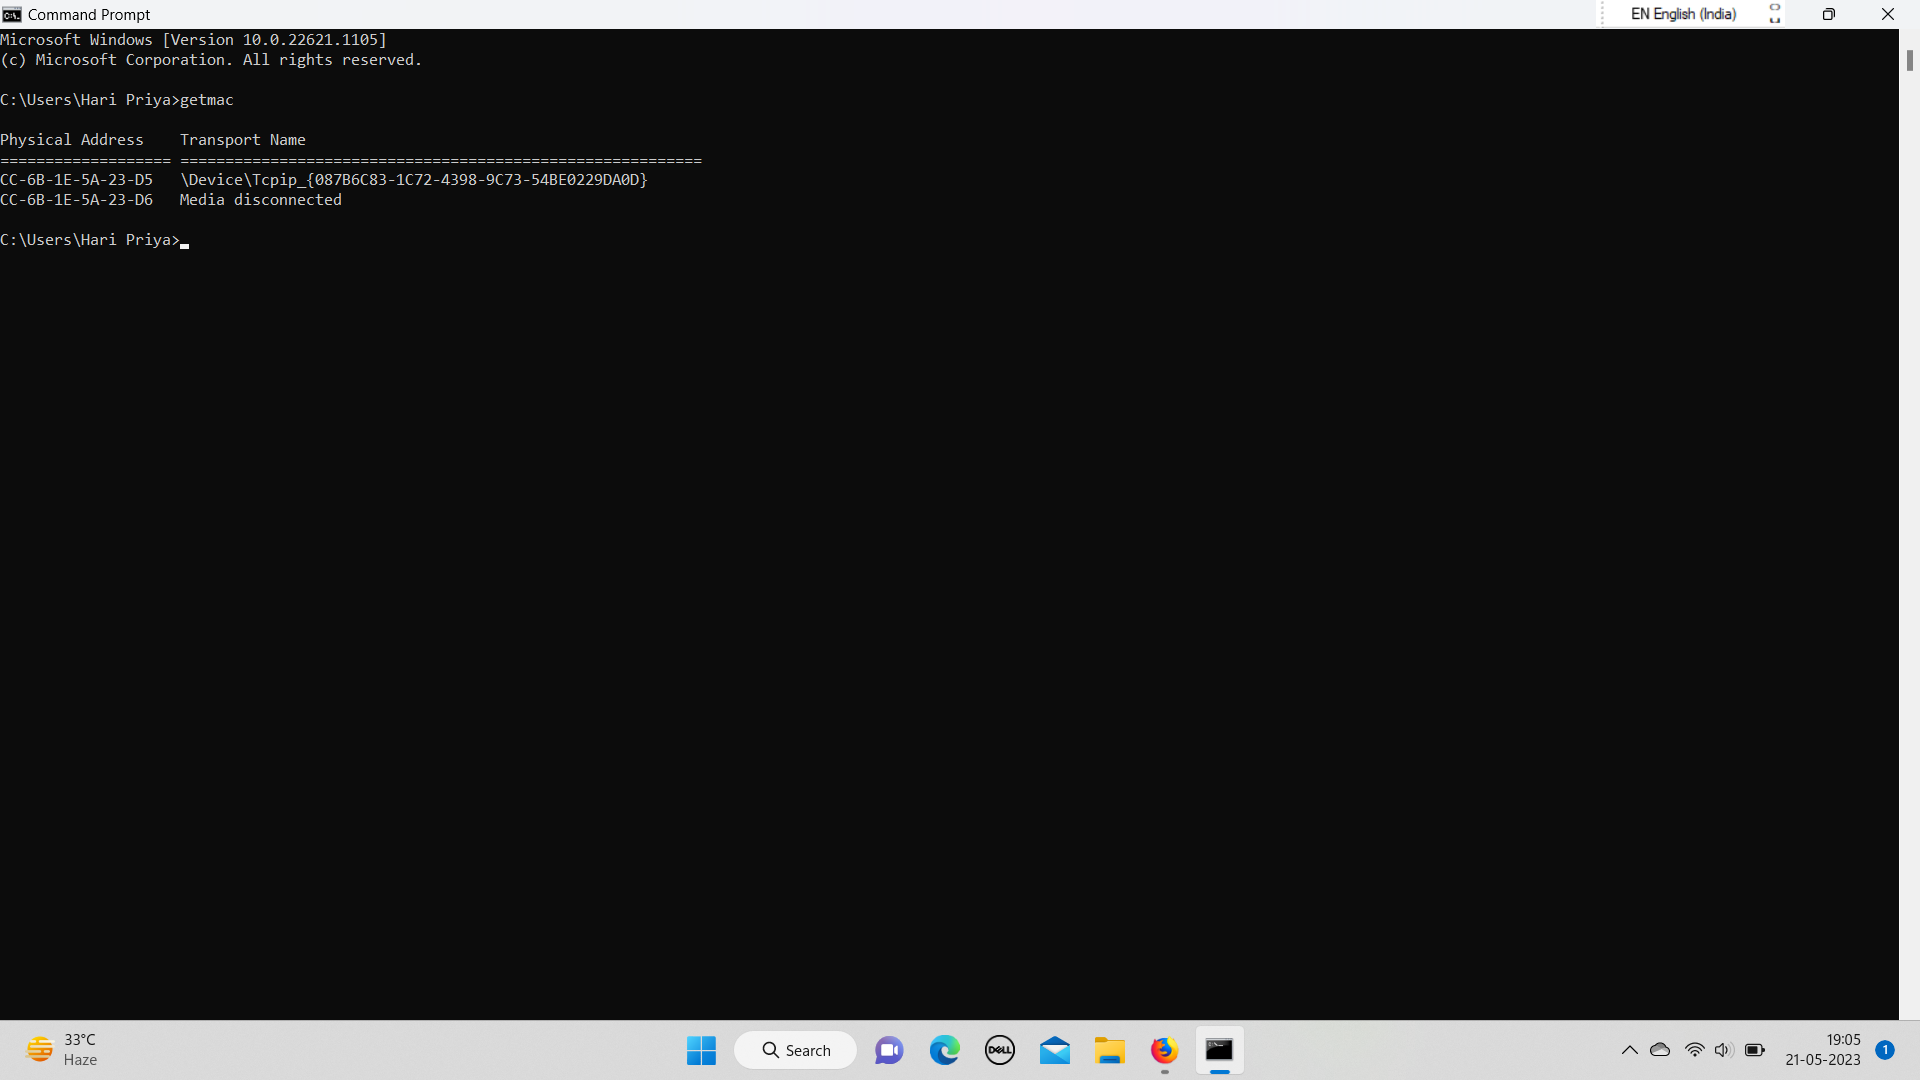 Command Prompt
EN English (India)
Microsoft Windows [Version 10.0.22621.1105]
(c) Microsoft Corporation. All rights reserved.
C:\Users\Hari Priya>getmac
Physical Address    Transport Name
=================== ==========================================================
CC-6B-1E-5A-23-D5   \Device\Tcpip_{087B6C83-1C72-4398-9C73-54BE0229DA0D}
CC-6B-1E-5A-23-D6   Media disconnected
C:\Users\Hari Priya>
33°C
Haze
Search
DELL
19:05
21-05-2023
1